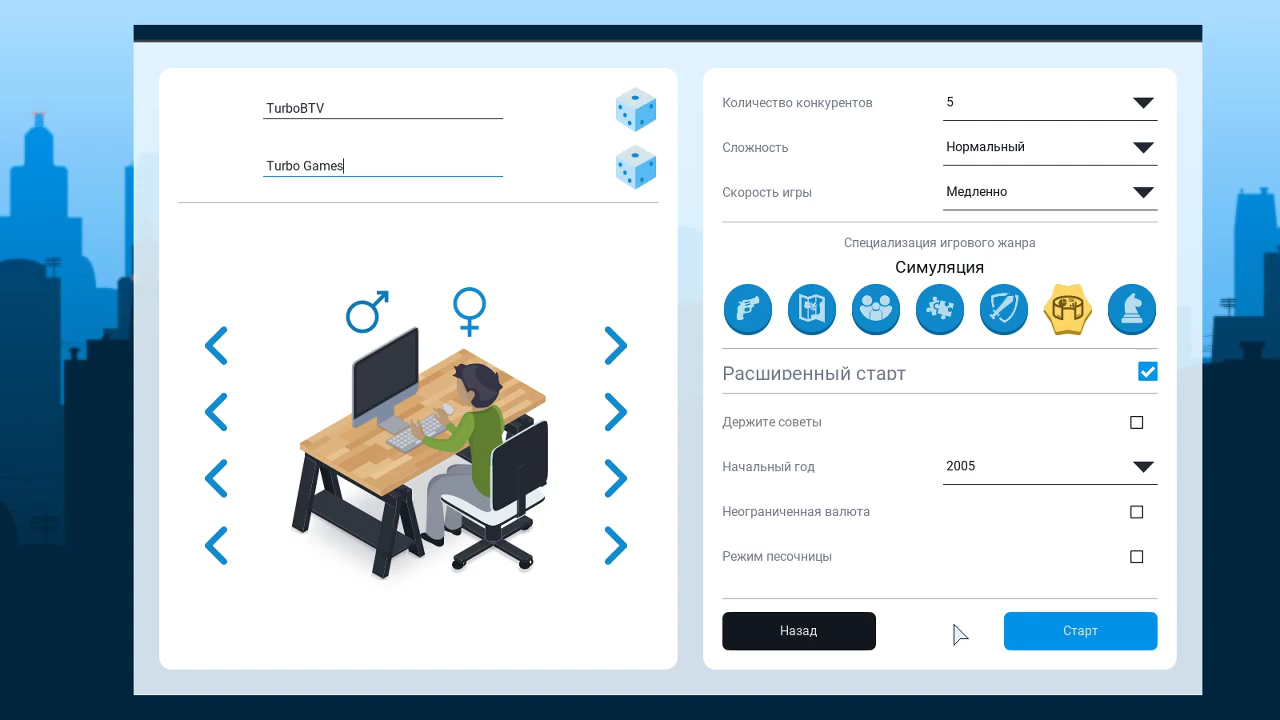 TurboBTV
Turbo Games
Количество конкурентов
5
Сложность
Нормальный
Скорость игры
Медленно
Специализация игрового жанра
Симуляция
Расширенный старт
Держите советы
Начальный год
2005
Неограниченная валюта
Режим песочницы
Назад
Старт